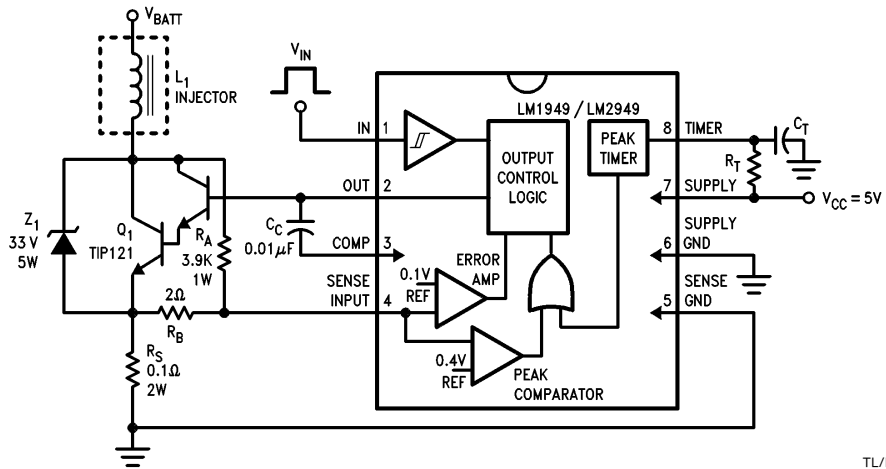 V_BATT
L_1
INJECTOR
V_IN
LM1949 / LM2949
IN 1
8 TIMER
C_T
OUTPUT
CONTROL
LOGIC
PEAK
TIMER
R_T
OUT 2
7 SUPPLY
V_CC = 5V
Z_1
33 V
5W
Q_1
TIP121
R_A
3.9K
1W
C_C
0.01μF
COMP 3
SUPPLY
6 GND
ERROR
AMP
0.1V
REF
SENSE
INPUT 4
SENSE
5 GND
2Ω
R_B
0.4V
REF
PEAK
COMPARATOR
R_S
0.1Ω
2W